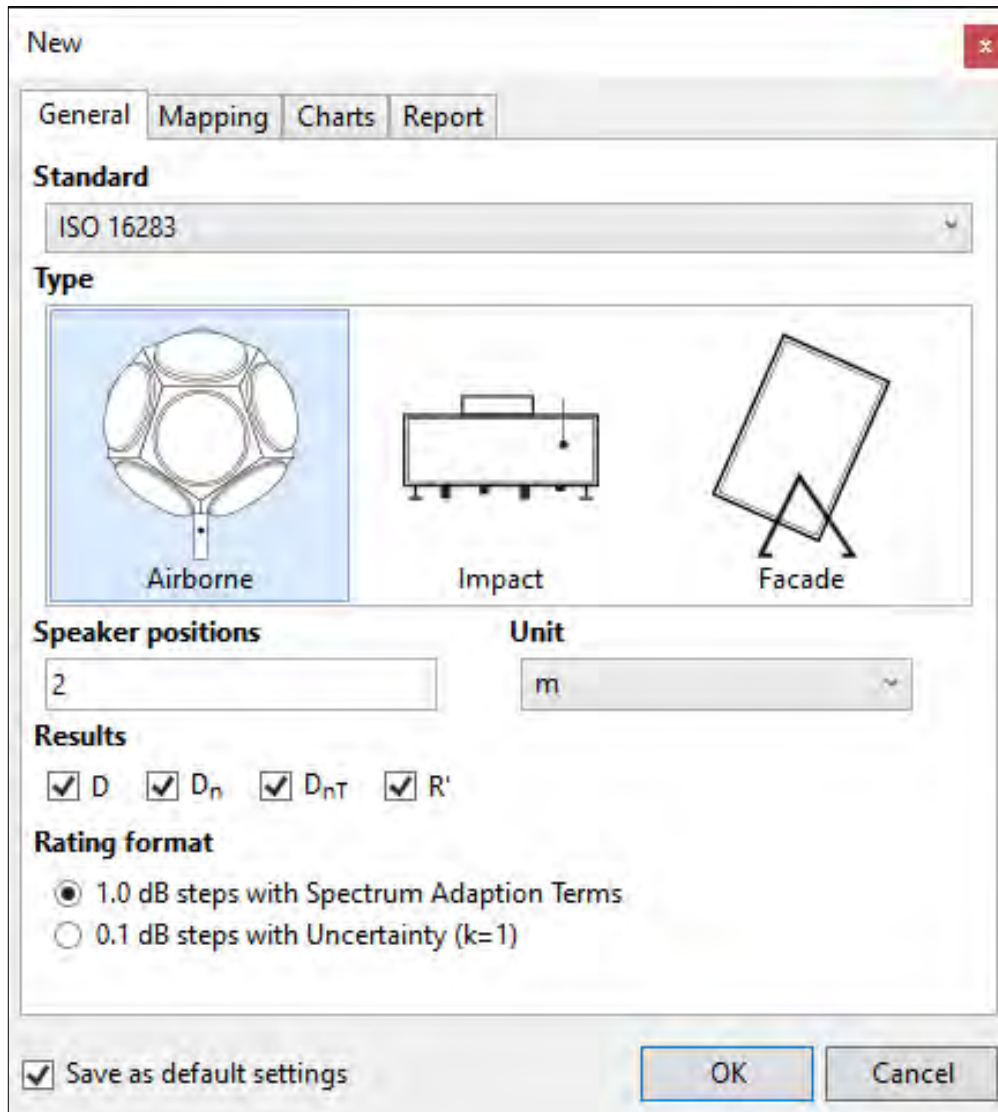 New
x
General Mapping Charts Report
Standard
ISO 16283
Type
Airborne Impact Facade
Speaker positions Unit
2 m
Results
D Dn DnT R'
Rating format
1.0 dB steps with Spectrum Adaption Terms
0.1 dB steps with Uncertainty (k=1)
Save as default settings OK Cancel